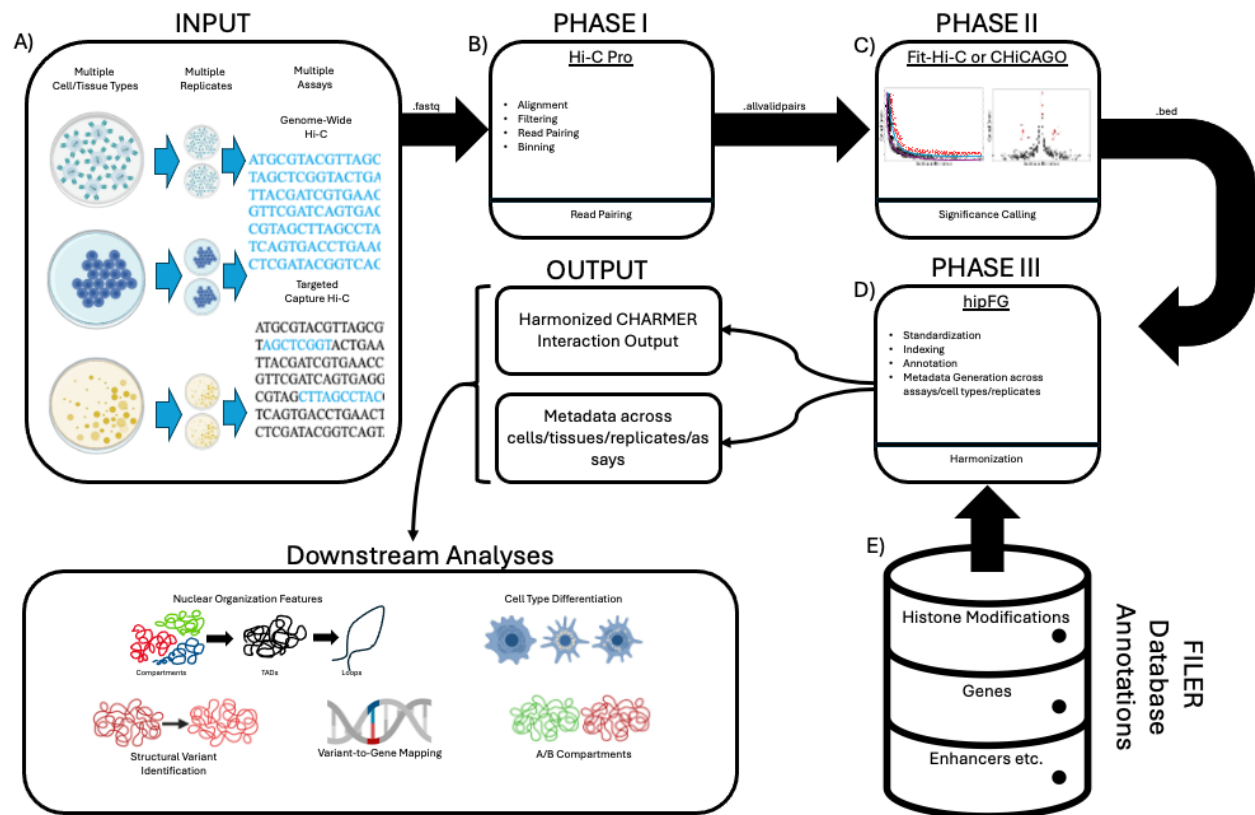 INPUT
PHASE I
PHASE II
A)
Multiple
Cell/Tissue Types
Multiple
Replicates
Multiple
Assays
Genome-Wide
Hi-C
ATGCGTACGTTAGC
TAGCTCGGTACTGA
TTACGATCGTGAAC
GTTCGATCAGTGAC
CGTAGCTTAGCCTA
TCAGTGACCTGAAC
CTCGATACGGTCAC
Targeted
Capture Hi-C
ATGCGTACGTTAGCG
TAGCTCGGTACTGAA
TTACGATCGTGAACC
GTTCGATCAGTGAGG
CGTAGCTTAGCCTAC
TCAGTGACCTGAACT
CTCGATACGGTCAGT
.fastq
B)
Hi-C Pro
• Alignment
• Filtering
• Read Pairing
• Binning
Read Pairing
.allvalidpairs
C)
Fit-Hi-C or CHiCAGO
Significance Calling
.bed
OUTPUT
Harmonized CHARMER
Interaction Output
Metadata across
cells/tissues/replicates/as
says
PHASE III
D)
hipFG
• Standardization
• Indexing
• Annotation
• Metadata Generation across
assays/cell types/replicates
Harmonization
E)
Histone Modifications
Genes
Enhancers etc.
FILER
Database
Annotations
Downstream Analyses
Nuclear Organization Features
Compartments
TADs
Loops
Cell Type Differentiation
Structural Variant
Identification
Variant-to-Gene Mapping
A/B Compartments